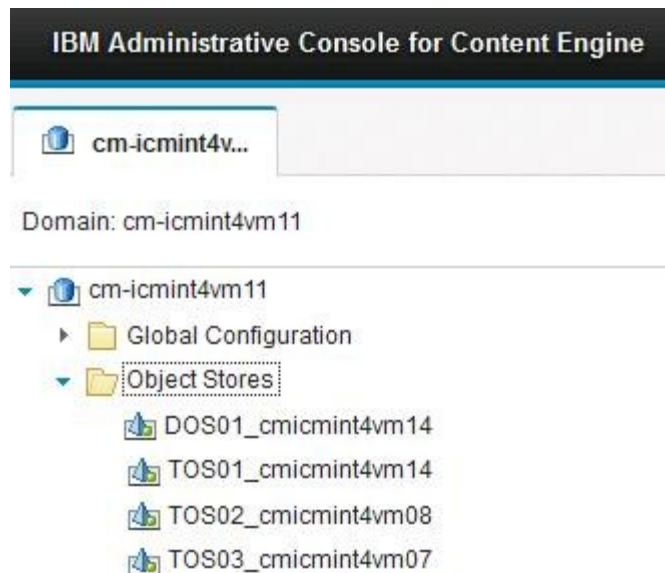 IBM Administrative Console for Content Engine
cm-icmint4v...
Domain: cm-icmint4vm11
cm-icmint4vm11
Global Configuration
Object Stores
DOS01_cmicmint4vm14
TOS01_cmicmint4vm14
TOS02_cmicmint4vm08
TOS03_cmicmint4vm07